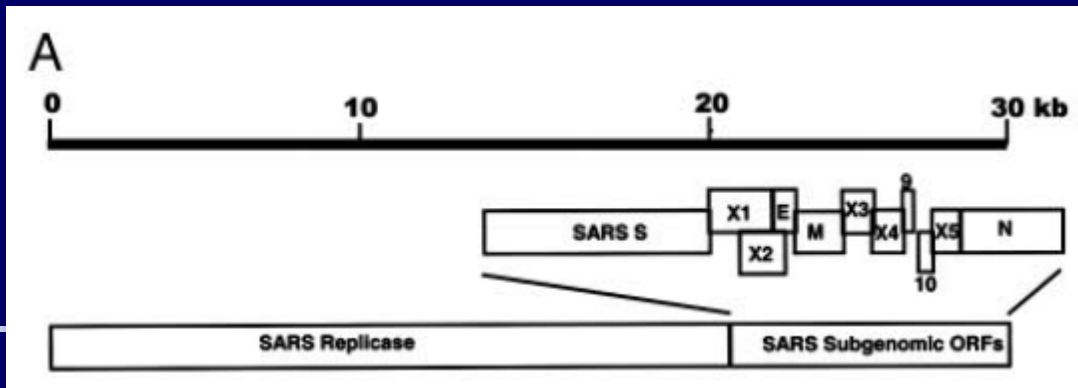 A
0 10 20 30 kb
9
X1 E X3
SARS S M X4 X5 N
X2
10
SARS Replicase SARS Subgenomic ORFs